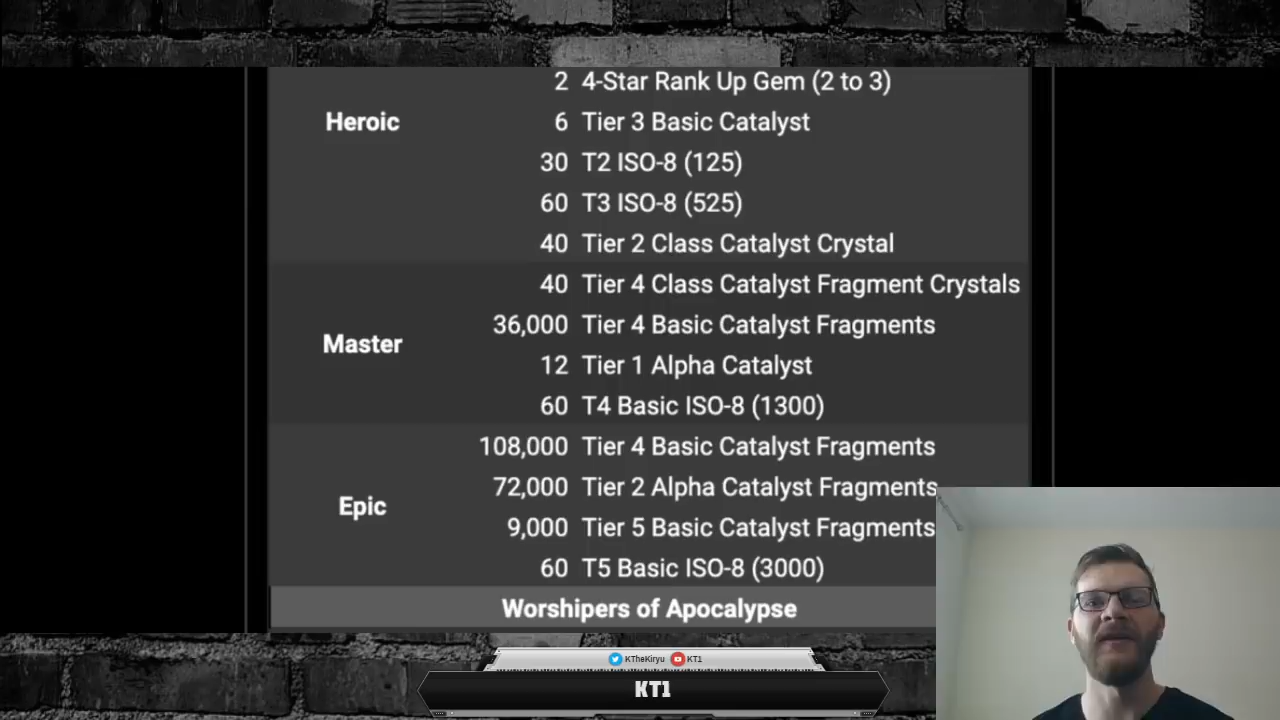 2 4-Star Rank Up Gem (2 to 3)
Heroic
6 Tier 3 Basic Catalyst
30 T2 ISO-8 (125)
60 T3 ISO-8 (525)
40 Tier 2 Class Catalyst Crystal
40 Tier 4 Class Catalyst Fragment Crystals
36,000 Tier 4 Basic Catalyst Fragments
Master
12 Tier 1 Alpha Catalyst
60 T4 Basic ISO-8 (1300)
108,000 Tier 4 Basic Catalyst Fragments
72,000 Tier 2 Alpha Catalyst Fragments
Epic
9,000 Tier 5 Basic Catalyst Fragments
60 T5 Basic ISO-8 (3000)
Worshipers of Apocalypse
KTheKiryu KT1
KT1